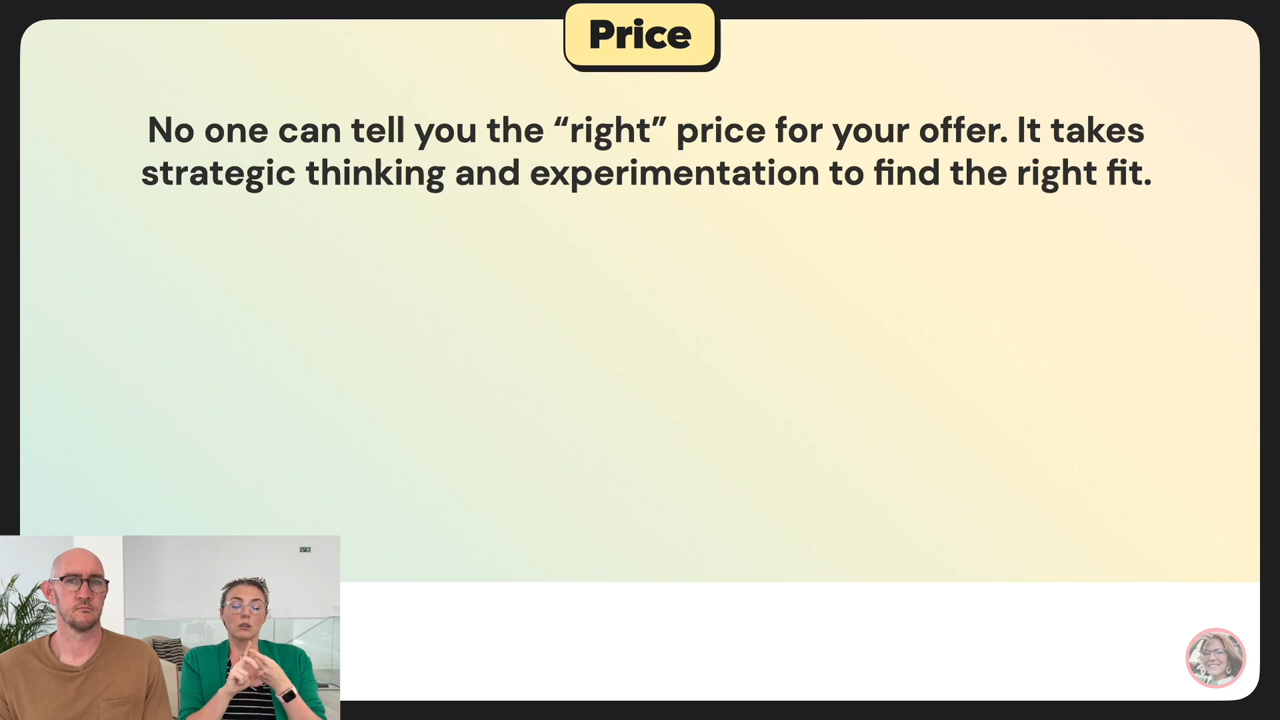 Price
No one can tell you the “right” price for your offer. It takes
strategic thinking and experimentation to find the right fit.